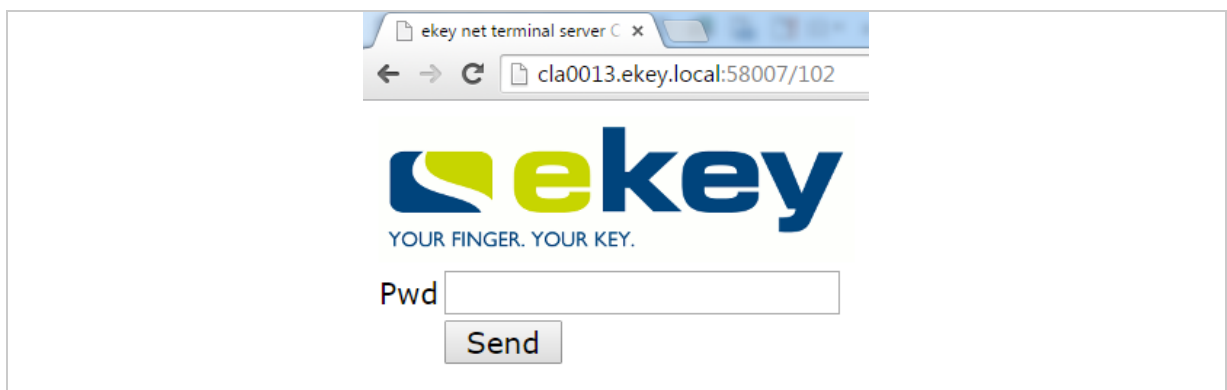 ekey net terminal server C
cla0013.ekey.local:58007/102
ekey
YOUR FINGER. YOUR KEY.
Pwd
Send